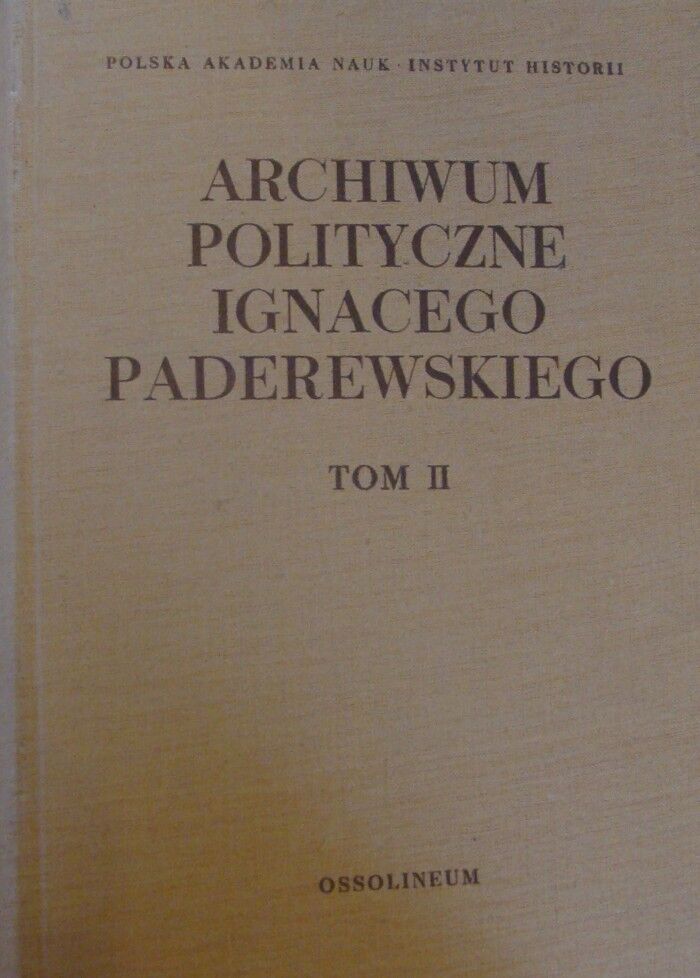 POLSKA AKADEMIA NAUK · INSTYTUT HISTORII
ARCHIWUM
POLITYCZNE
IGNACEGO
PADEREWSKIEGO
TOM II
OSSOLINEUM